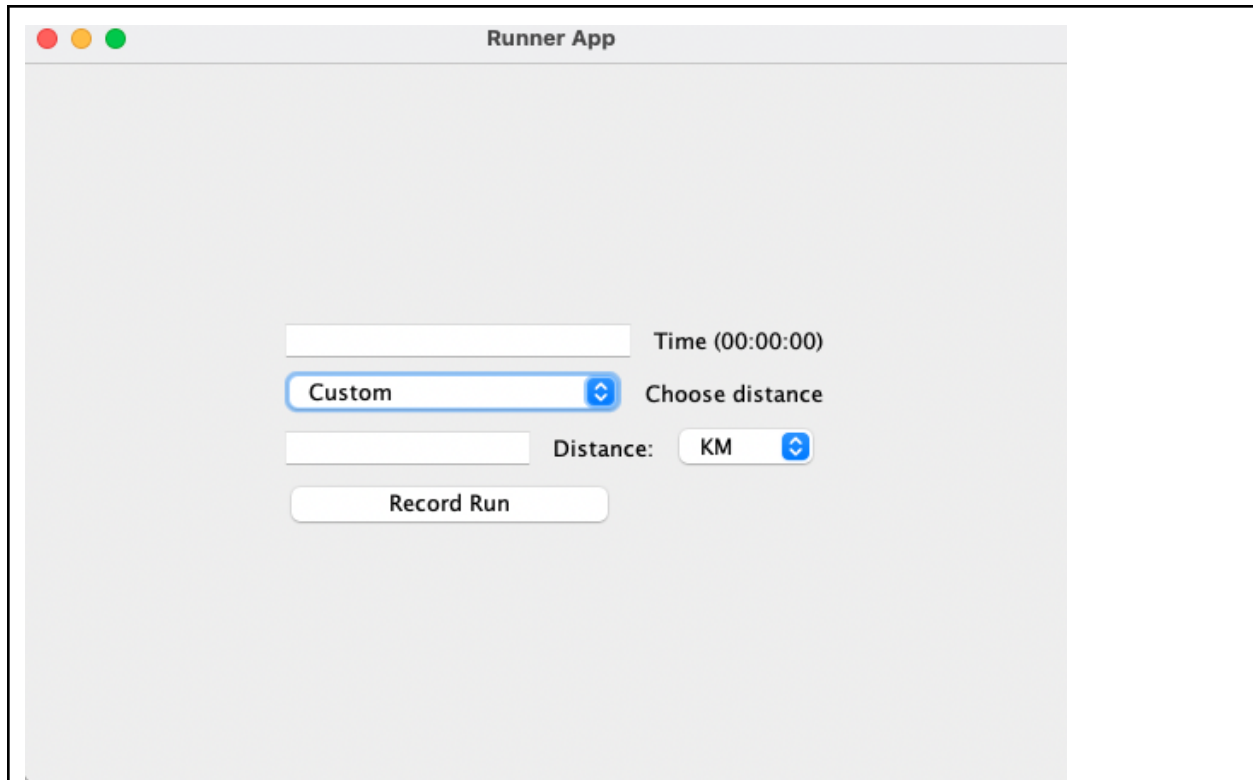 Runner App
Time (00:00:00)
Custom Choose distance
Distance: KM
Record Run